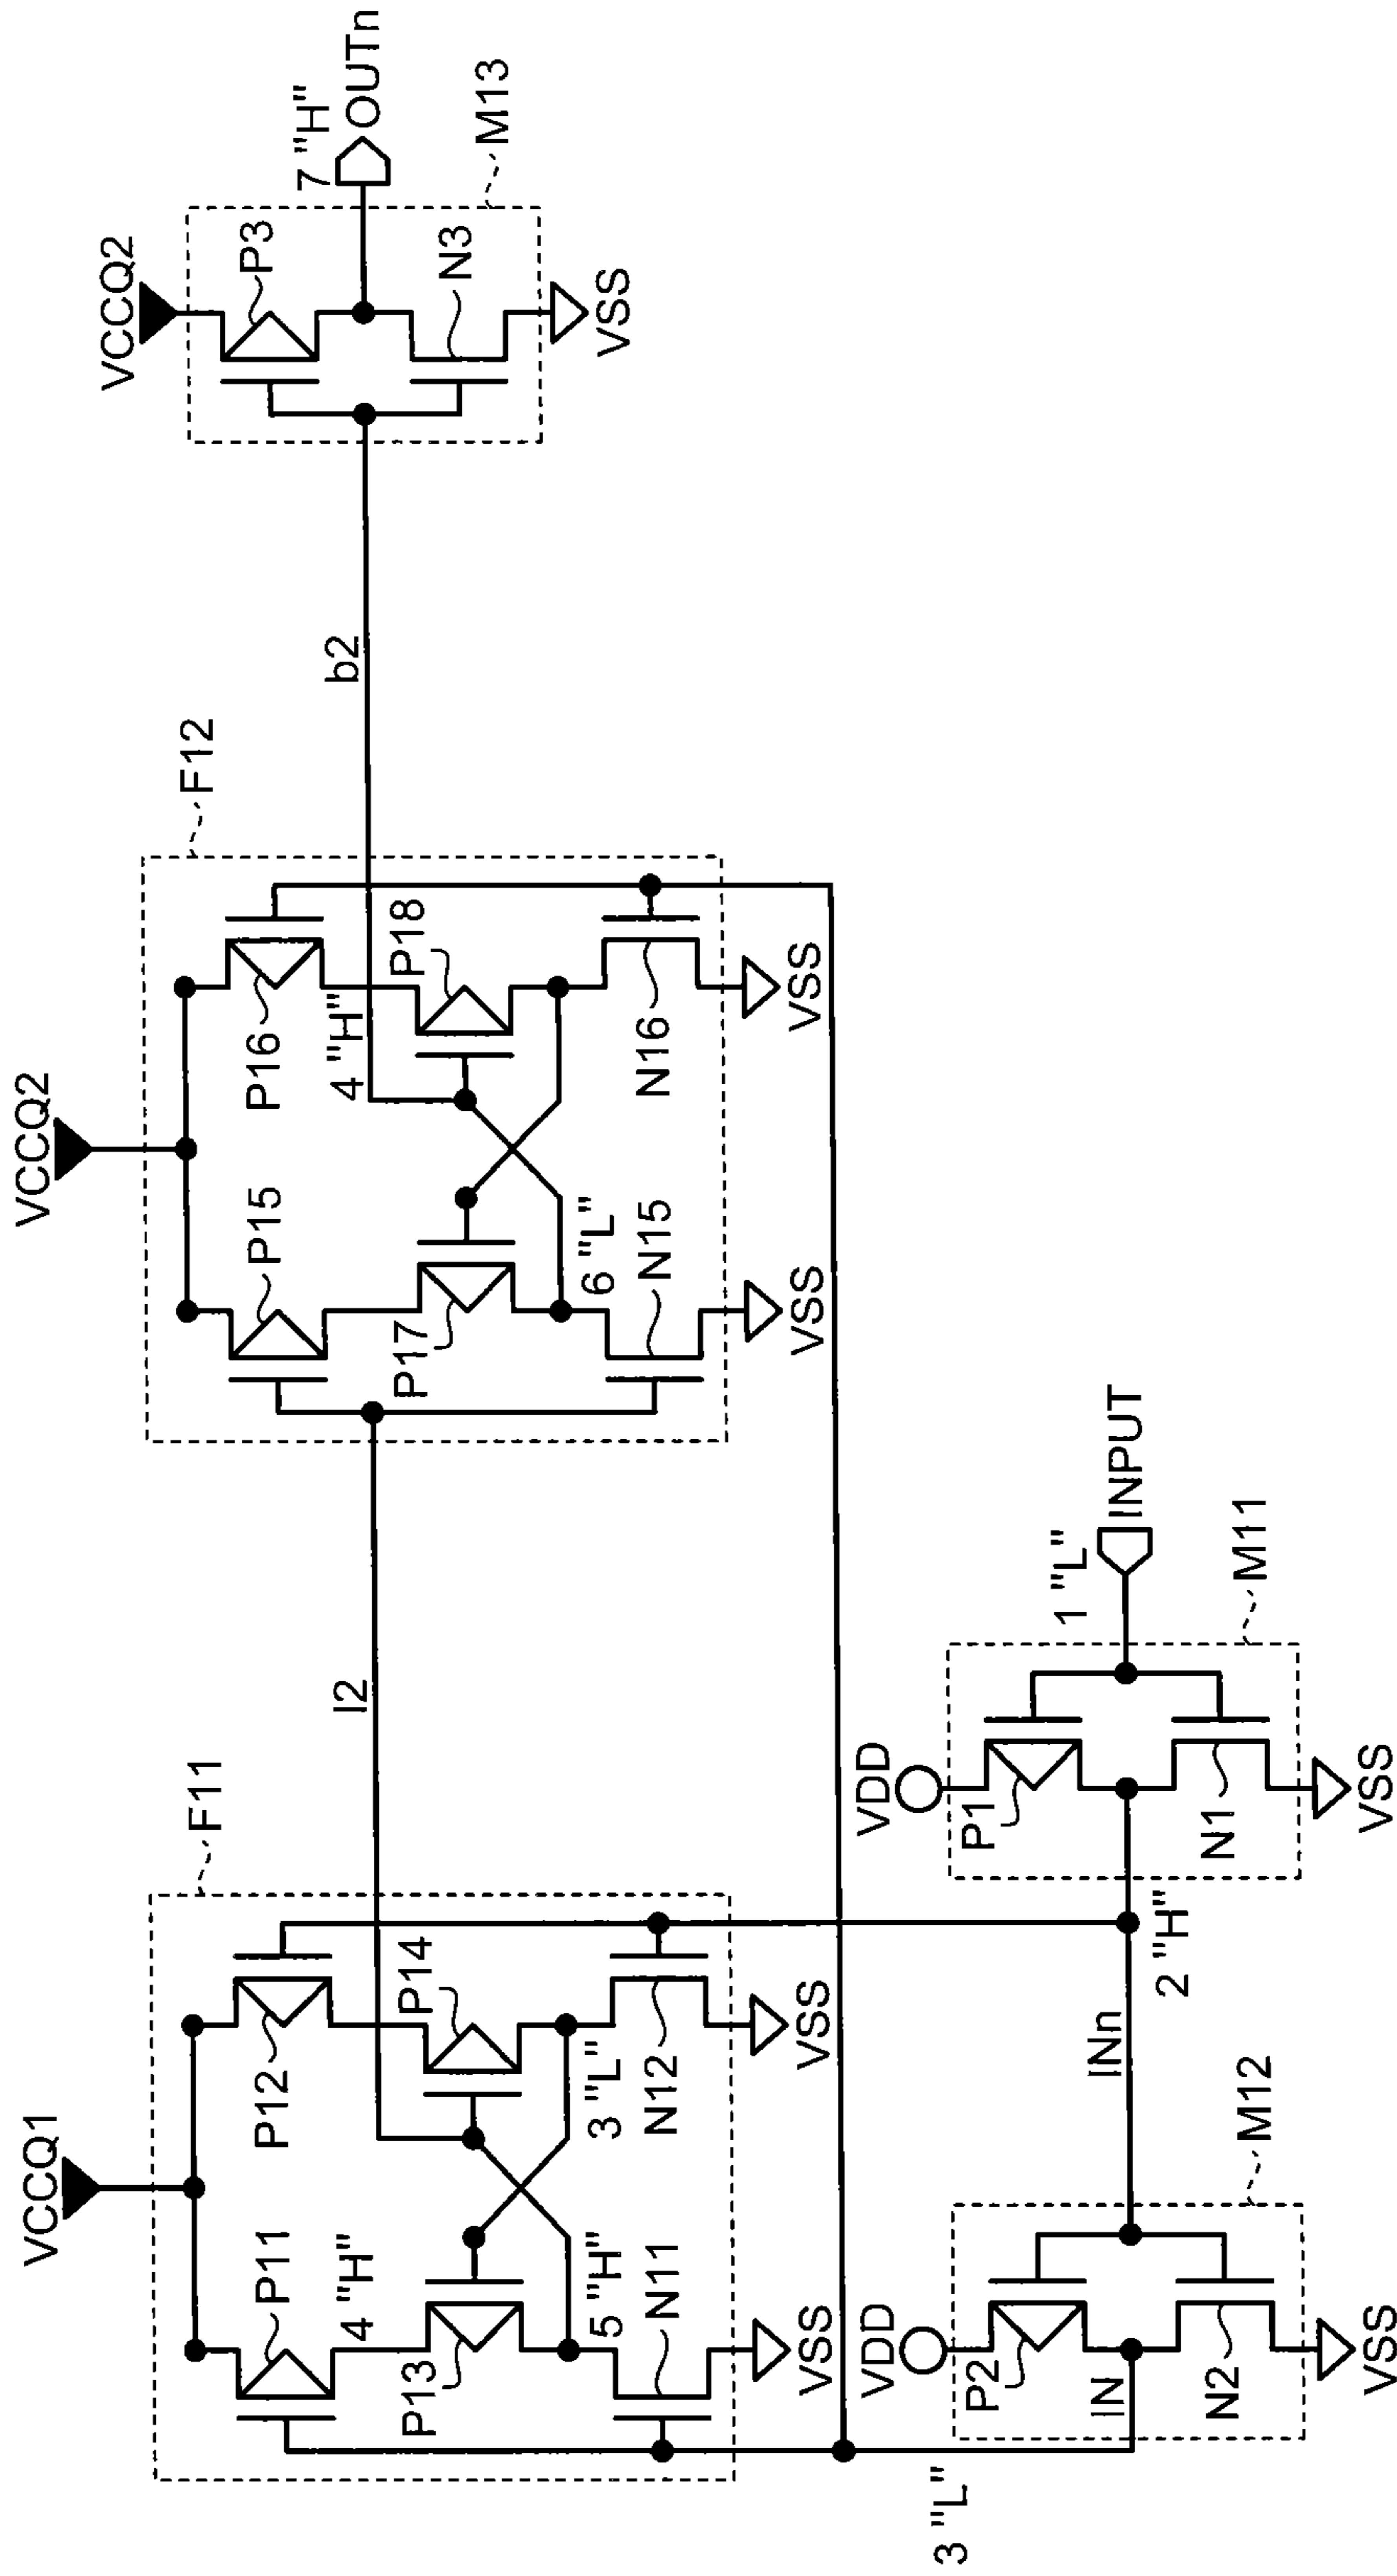 VCCQ1
F11
P11
P12
4 "H"
P13
P14
5 "H"
3 "L"
N11
N12
VSS
VSS
I2
VCCQ2
F12
P15
P16
4 "H"
P17
P18
6 "L"
N15
N16
VSS
VSS
b2
VCCQ2
P3
7 "H"
OUTn
N3
M13
VSS
3 "L"
VDD
P2
IN
N2
M12
VSS
INn
2 "H"
VDD
P1
N1
M11
VSS
1 "L"
INPUT